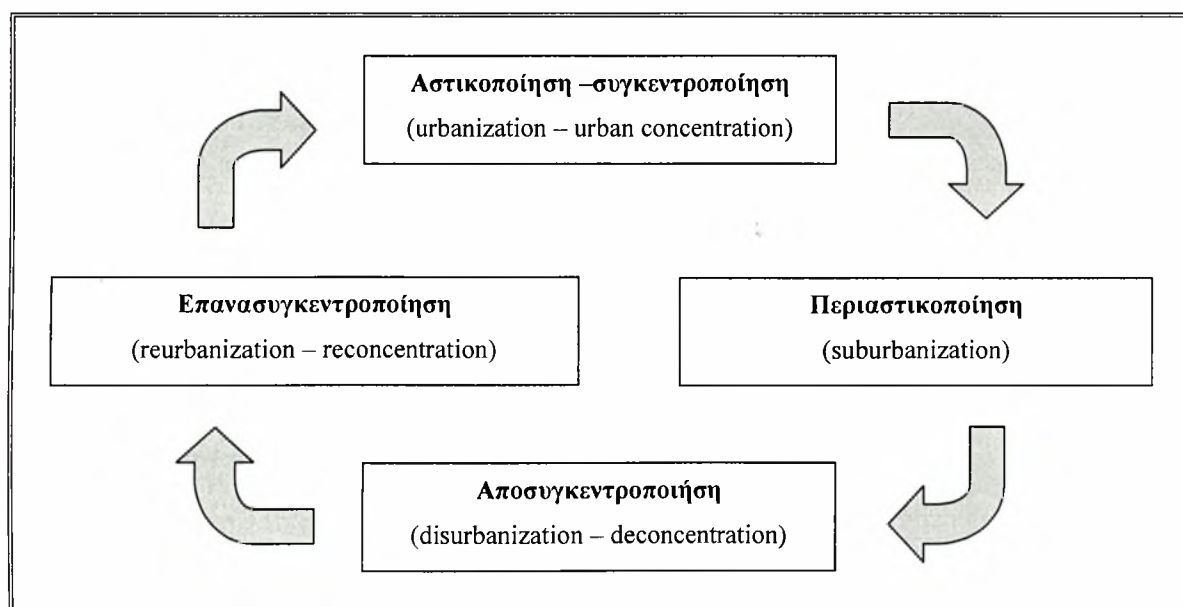 Αστικοποίηση –συγκεντροποίηση
(urbanization – urban concentration)
Επανασυγκεντροποίηση
(reurbanization – reconcentration)
Περιαστικοποίηση
(suburbanization)
Αποσυγκεντροποιήση
(disurbanization – deconcentration)